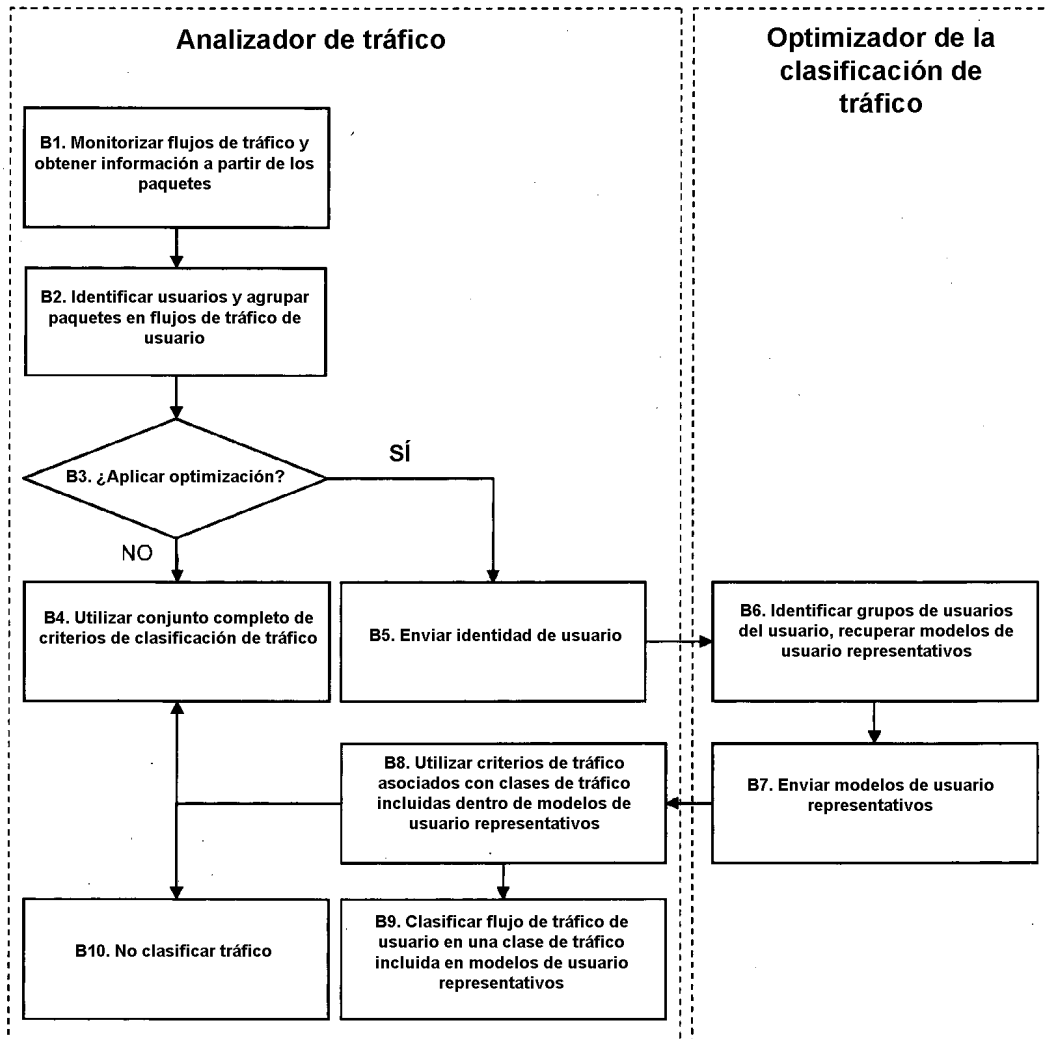 Analizador de tráfico
Optimizador de la
clasificación de
tráfico
B1. Monitorizar flujos de tráfico y
obtener información a partir de los
paquetes
B2. Identificar usuarios y agrupar
paquetes en flujos de tráfico de
usuario
B3. ¿Aplicar optimización?
SÍ
NO
B4. Utilizar conjunto completo de
criterios de clasificación de tráfico
B5. Enviar identidad de usuario
B6. Identificar grupos de usuarios
del usuario, recuperar modelos de
usuario representativos
B8. Utilizar criterios de tráfico
asociados con clases de tráfico
incluidas dentro de modelos de
usuario representativos
B7. Enviar modelos de usuario
representativos
B10. No clasificar tráfico
B9. Clasificar flujo de tráfico de
usuario en una clase de tráfico
incluida en modelos de usuario
representativos